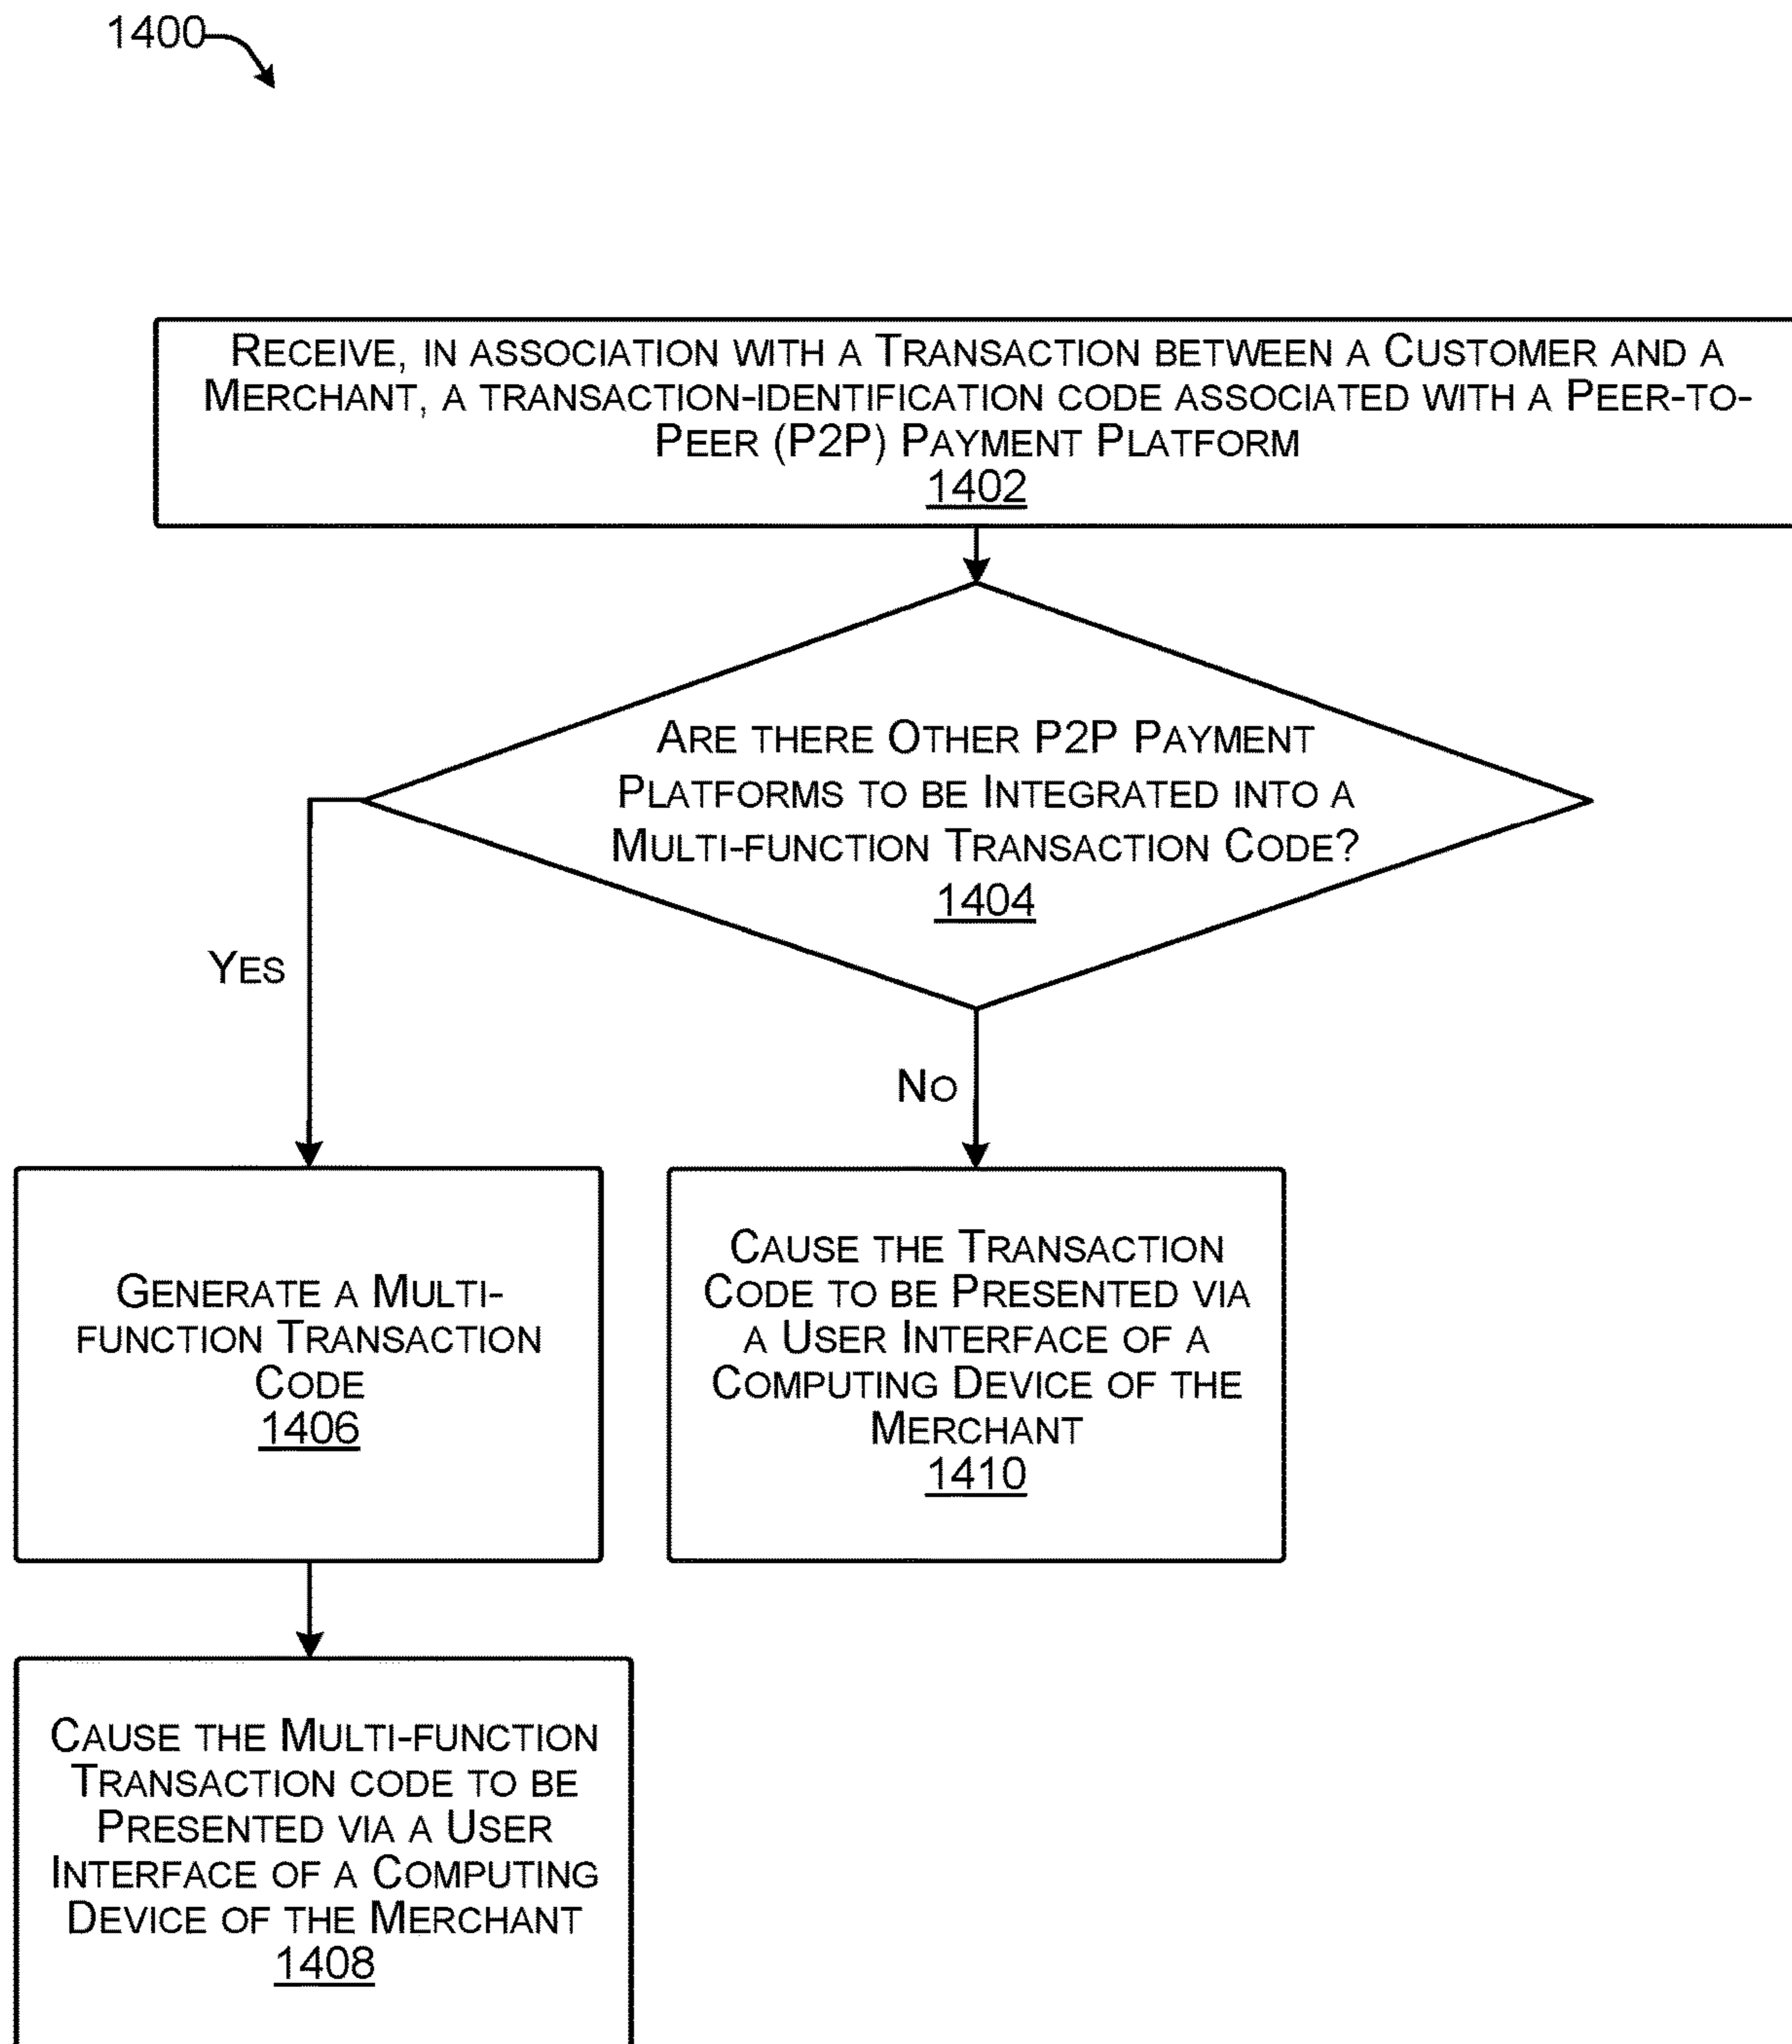 1400
RECEIVE, IN ASSOCIATION WITH A TRANSACTION BETWEEN A CUSTOMER AND A
MERCHANT, A TRANSACTION-IDENTIFICATION CODE ASSOCIATED WITH A PEER-TO-
PEER (P2P) PAYMENT PLATFORM
1402
ARE THERE OTHER P2P PAYMENT
PLATFORMS TO BE INTEGRATED INTO A
MULTI-FUNCTION TRANSACTION CODE?
1404
YES
NO
GENERATE A MULTI-
FUNCTION TRANSACTION
CODE
1406
CAUSE THE TRANSACTION
CODE TO BE PRESENTED VIA
A USER INTERFACE OF A
COMPUTING DEVICE OF THE
MERCHANT
1410
CAUSE THE MULTI-FUNCTION
TRANSACTION CODE TO BE
PRESENTED VIA A USER
INTERFACE OF A COMPUTING
DEVICE OF THE MERCHANT
1408